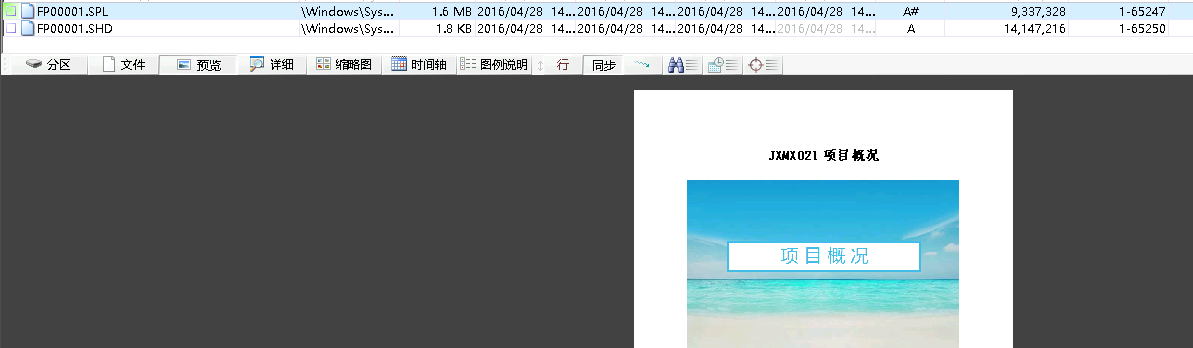 FP00001.SPL \Windows\Sys... 1.6 MB 2016/04/28 14... 2016/04/28 14... 2016/04/28 14... 2016/04/28 14... A# 9,337,328 1-65247
FP00001.SHD \Windows\Sys... 1.8 KB 2016/04/28 14... 2016/04/28 14... 2016/04/28 14... 2016/04/28 14... A 14,147,216 1-65250
分区 文件 预览 详细 缩略图 时间轴 图例说明 行 同步
JXMX021 项目概况
项目概况